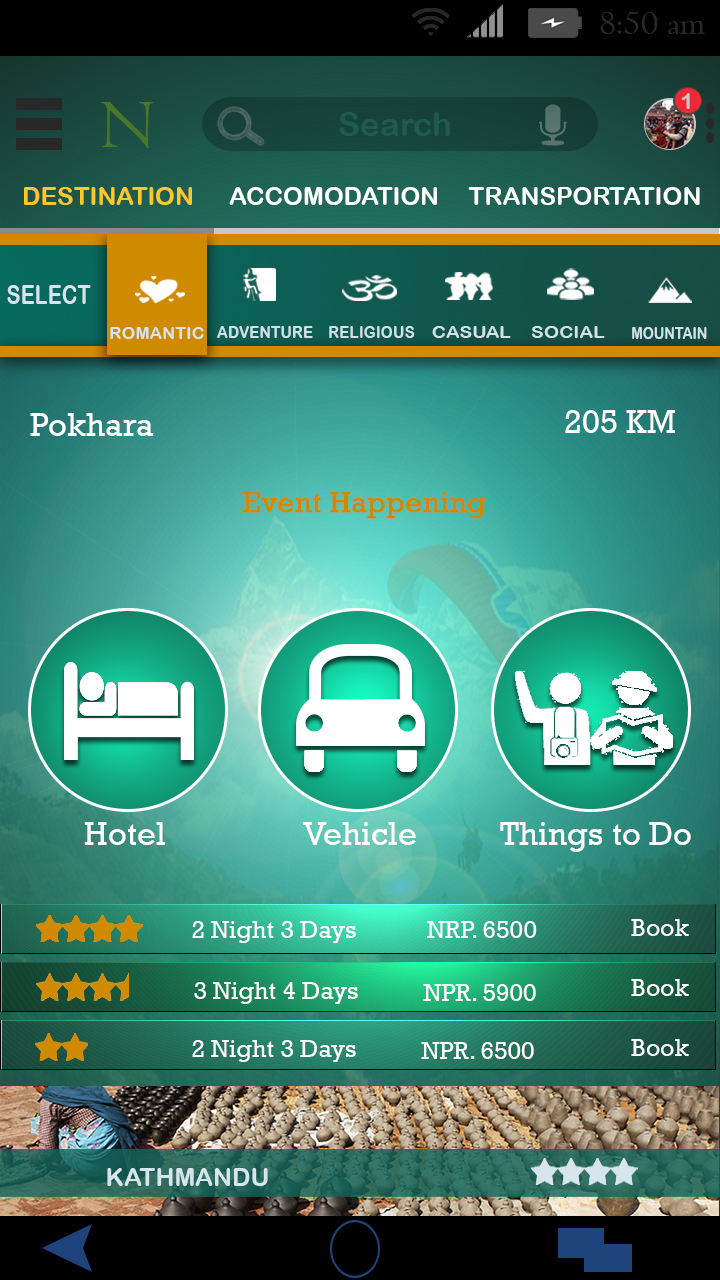 8:50 am
N
Search
1
DESTINATION ACCOMODATION TRANSPORTATION
SELECT ROMANTIC ADVENTURE RELIGIOUS CASUAL SOCIAL MOUNTAIN
Pokhara 205 KM
Event Happening
Hotel Vehicle Things to Do
2 Night 3 Days NRP. 6500 Book
3 Night 4 Days NPR. 5900 Book
2 Night 3 Days NPR. 6500 Book
KATHMANDU